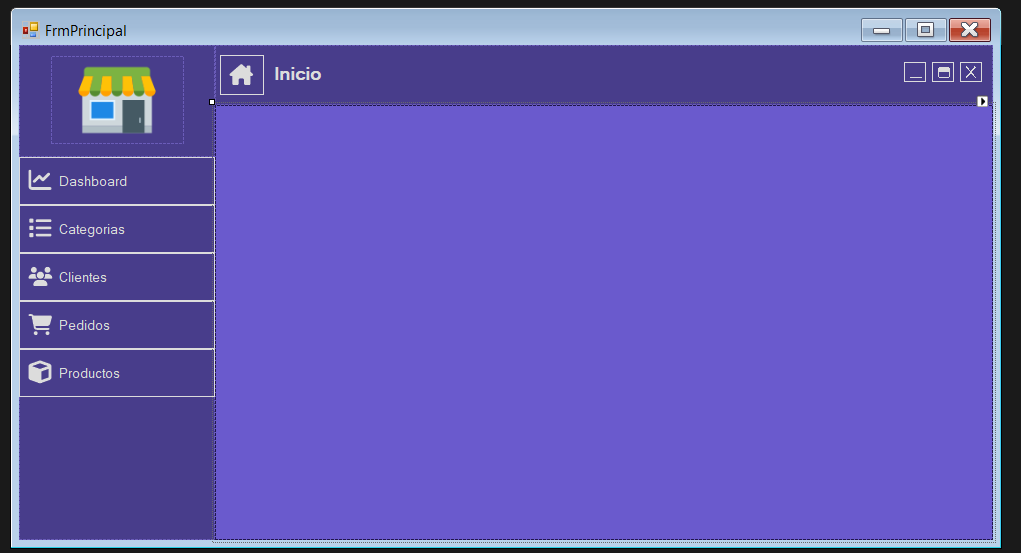 FrmPrincipal
Inicio
Dashboard
Categorias
Clientes
Pedidos
Productos